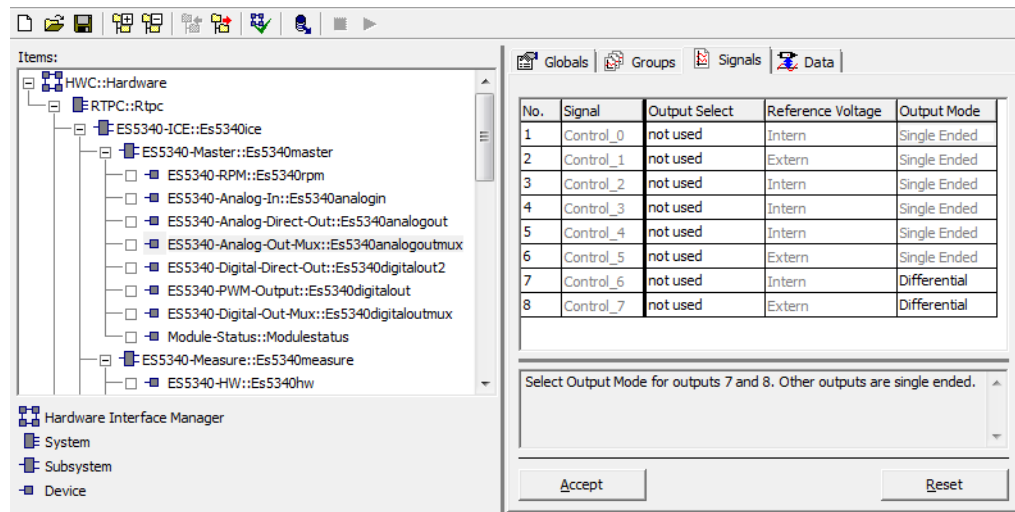 Items:
HWC::Hardware
RTPC::Rtpc
ES5340-ICE::Es5340ice
ES5340-Master::Es5340master
ES5340-RPM::Es5340rpm
ES5340-Analog-In::Es5340analogin
ES5340-Analog-Direct-Out::Es5340analogout
ES5340-Analog-Out-Mux::Es5340analogoutmux
ES5340-Digital-Direct-Out::Es5340digitalout2
ES5340-PWM-Output::Es5340digitalout
ES5340-Digital-Out-Mux::Es5340digitaloutmux
Module-Status::Modulestatus
ES5340-Measure::Es5340measure
ES5340-HW::Es5340hw
Hardware Interface Manager
System
Subsystem
Device
Globals Groups Signals Data
No. Signal Output Select Reference Voltage Output Mode
1 Control_0 not used Intern Single Ended
2 Control_1 not used Extern Single Ended
3 Control_2 not used Intern Single Ended
4 Control_3 not used Intern Single Ended
5 Control_4 not used Intern Single Ended
6 Control_5 not used Extern Single Ended
7 Control_6 not used Intern Differential
8 Control_7 not used Extern Differential
Select Output Mode for outputs 7 and 8. Other outputs are single ended.
Accept Reset